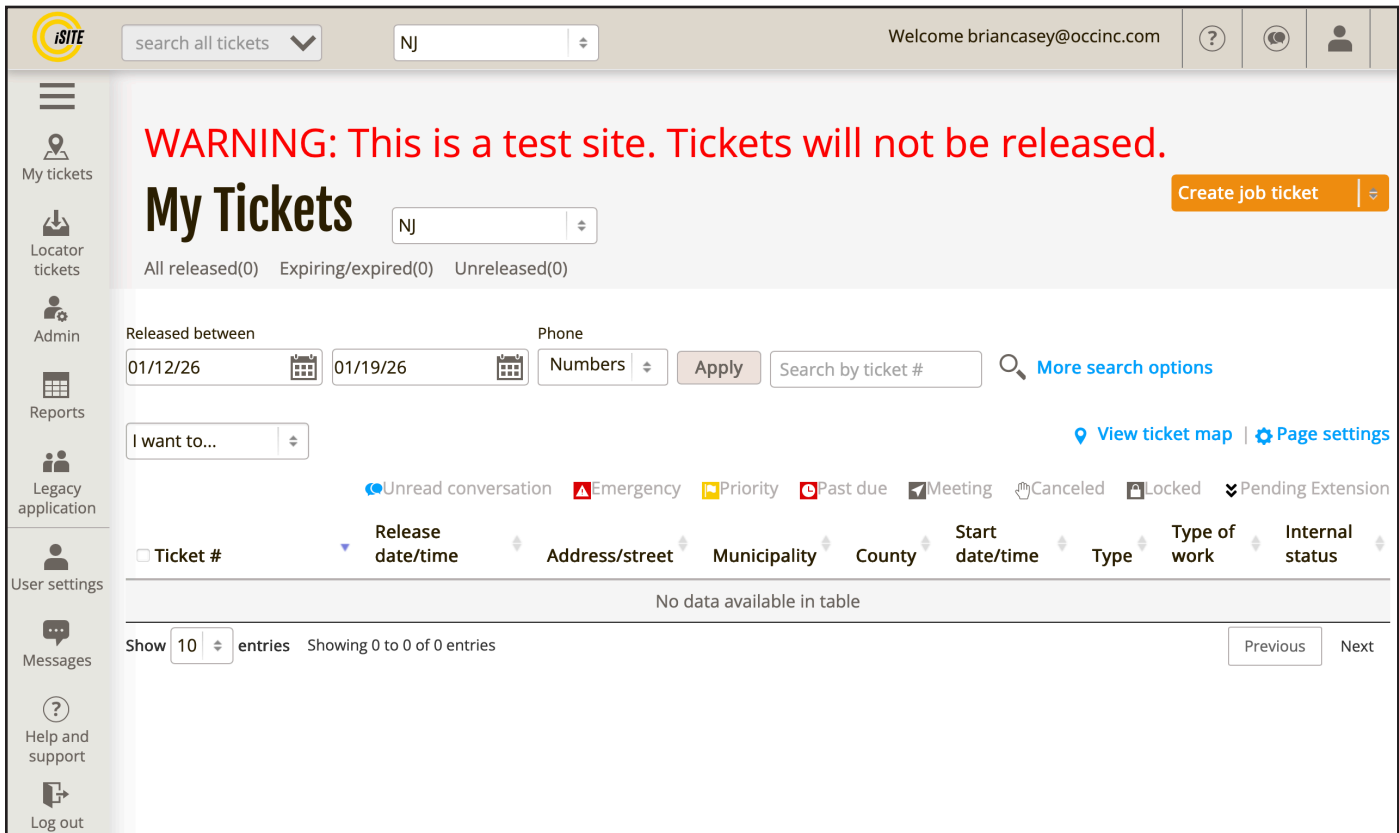 iSITE
search all tickets
NJ
Welcome briancasey@occinc.com
?
My tickets
Locator
tickets
Admin
Reports
Legacy
application
User settings
Messages
?
Help and
support
Log out
WARNING: This is a test site. Tickets will not be released.
My Tickets
NJ
Create job ticket
All released(0) Expiring/expired(0) Unreleased(0)
Released between
Phone
01/12/26
01/19/26
Numbers
Apply
Search by ticket #
More search options
I want to...
View ticket map | Page settings
Unread conversation Emergency Priority Past due Meeting Canceled Locked Pending Extension
Ticket #
Release
date/time
Address/street
Municipality
County
Start
date/time
Type
Type of
work
Internal
status
No data available in table
Show 10 entries Showing 0 to 0 of 0 entries
Previous Next